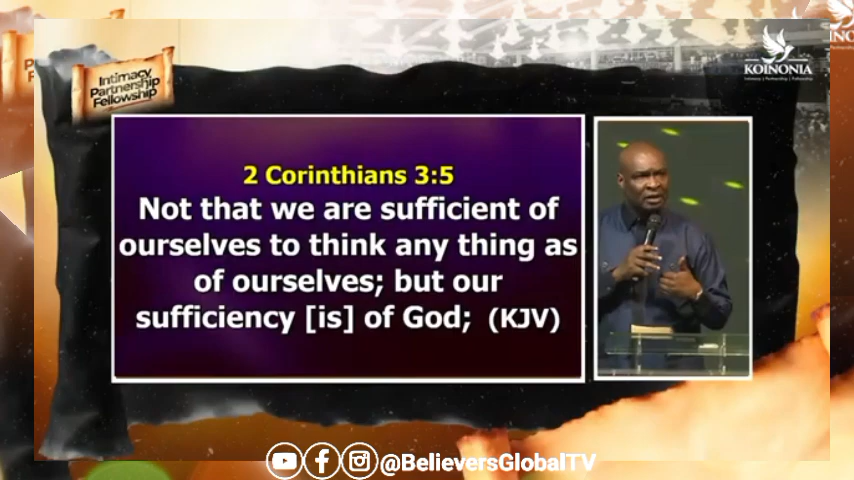 Intimacy
Partnership
Fellowship
KOINONIA
Intimacy | Partnership | Fellowship
2 Corinthians 3:5
Not that we are sufficient of
ourselves to think any thing as
of ourselves; but our
sufficiency [is] of God; (KJV)
@BelieversGlobalTV